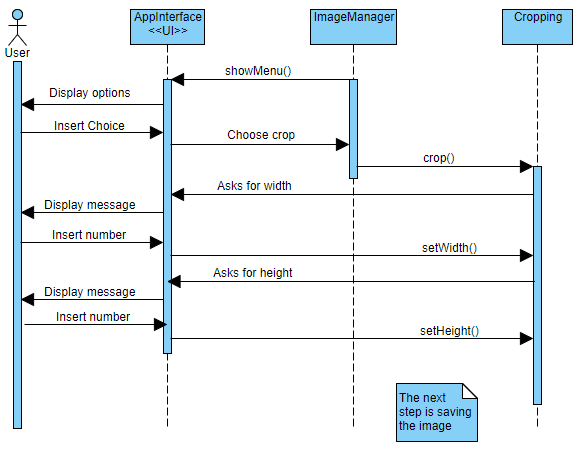 AppInterface
<<UI>>
ImageManager
Cropping
User
showMenu()
Display options
Insert Choice
Choose crop
crop()
Asks for width
Display message
Insert number
setWidth()
Asks for height
Display message
Insert number
setHeight()
The next
step is saving
the image